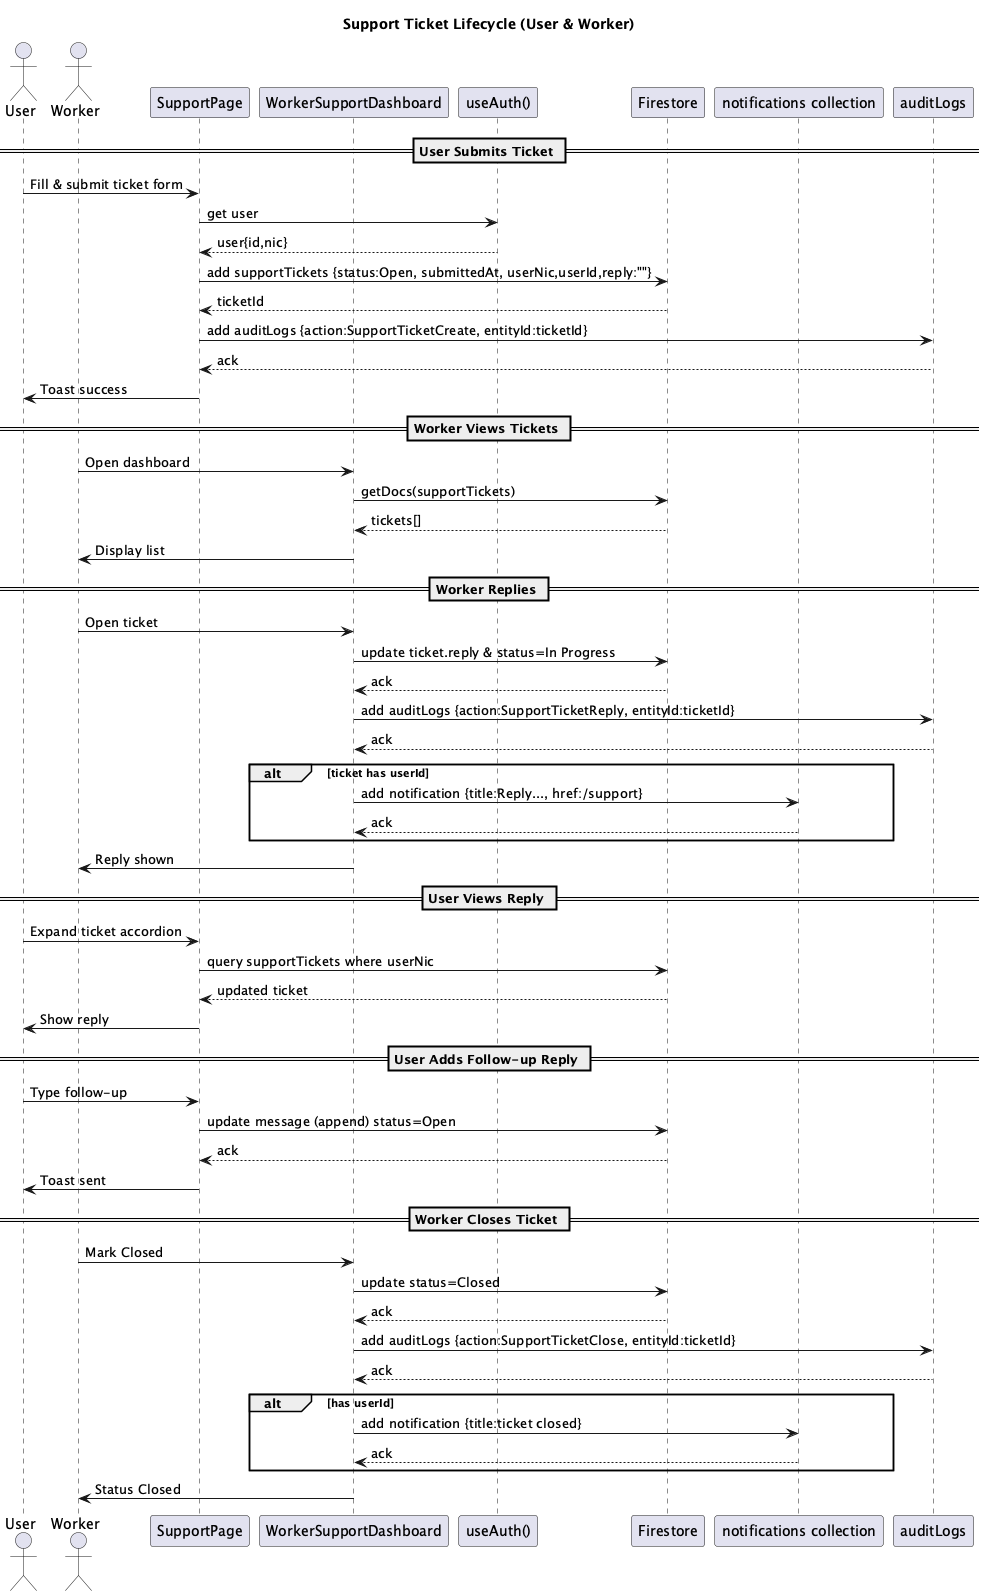 Support Ticket Lifecycle (User & Worker)
User
Worker
SupportPage
WorkerSupportDashboard
useAuth()
Firestore
notifications collection
auditLogs
User Submits Ticket
Fill & submit ticket form
get user
user{id,nic}
add supportTickets {status:Open, submittedAt, userNic,userId,reply:""}
ticketId
add auditLogs {action:SupportTicketCreate, entityId:ticketId}
ack
Toast success
Worker Views Tickets
Open dashboard
getDocs(supportTickets)
tickets[]
Display list
Worker Replies
Open ticket
update ticket.reply & status=In Progress
ack
add auditLogs {action:SupportTicketReply, entityId:ticketId}
ack
alt
[ticket has userId]
add notification {title:Reply..., href:/support}
ack
Reply shown
User Views Reply
Expand ticket accordion
query supportTickets where userNic
updated ticket
Show reply
User Adds Follow-up Reply
Type follow-up
update message (append) status=Open
ack
Toast sent
Worker Closes Ticket
Mark Closed
update status=Closed
ack
add auditLogs {action:SupportTicketClose, entityId:ticketId}
ack
alt
[has userId]
add notification {title:ticket closed}
ack
Status Closed
User
Worker
SupportPage
WorkerSupportDashboard
useAuth()
Firestore
notifications collection
auditLogs